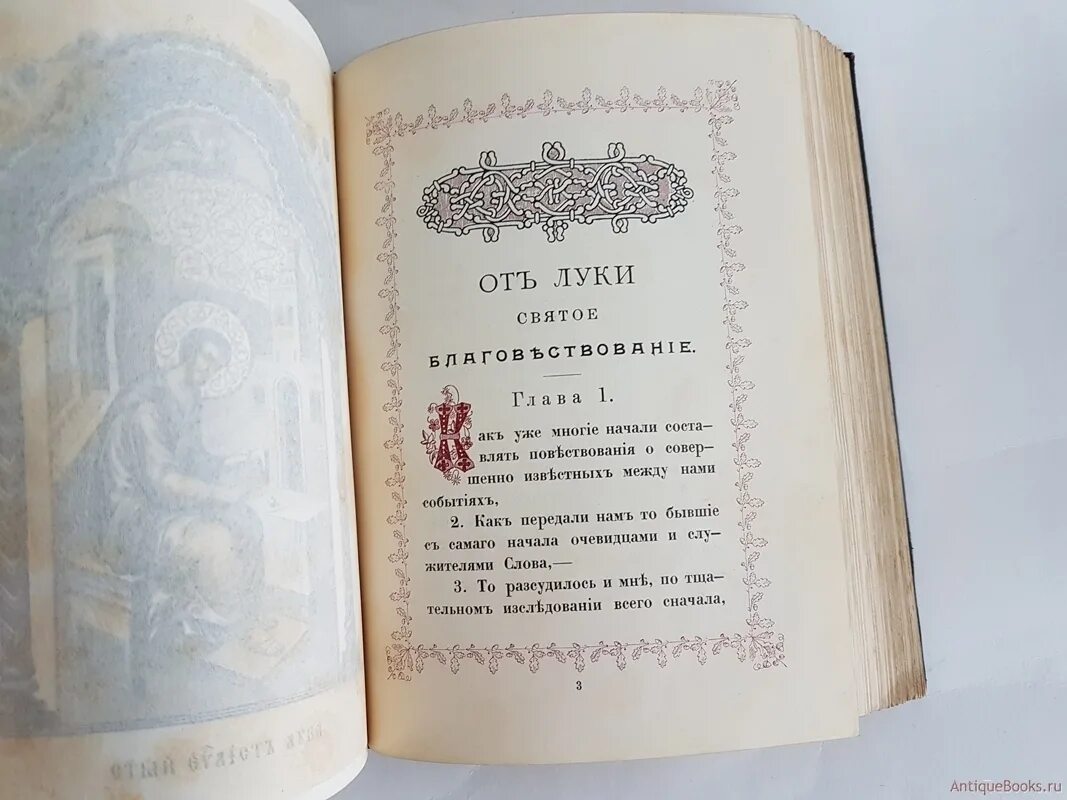 ОТЪ ЛУКИ
СВЯТОЕ
БЛАГОВѢСТВОВАНІЕ.
Глава 1.
Какъ уже многіе начали соста-
влять повѣствованія о совер-
шенно извѣстныхъ между нами
событіяхъ,
2. Какъ передали намъ то бывшіе
съ самаго начала очевидцами и слу-
жителями Слова,—
3. То разсудилось и мнѣ, по тща-
тельномъ изслѣдованіи всего сначала,
3
AntiqueBooks.ru